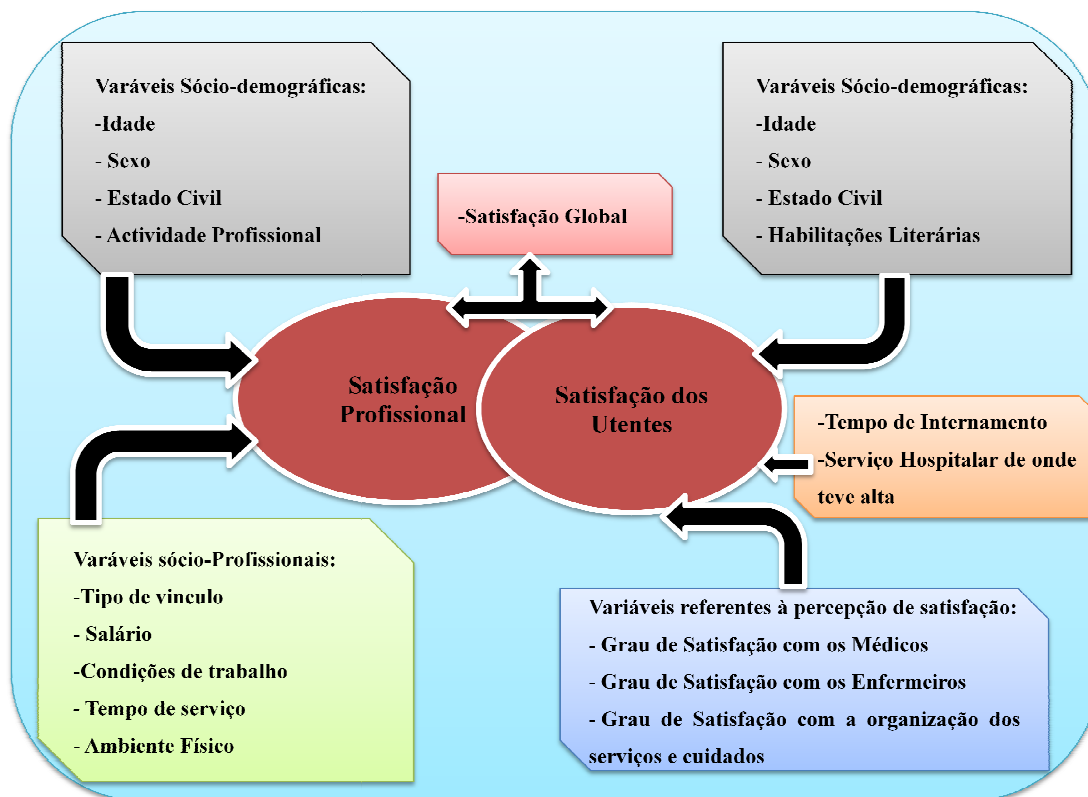 Varáveis Sócio-demográficas:
-Idade
- Sexo
- Estado Civil
- Actividade Profissional
Varáveis Sócio-demográficas:
-Idade
- Sexo
- Estado Civil
- Habilitações Literárias
-Satisfação Global
Satisfação
Profissional
Satisfação dos
Utentes
-Tempo de Internamento
-Serviço Hospitalar de onde
teve alta
Varáveis sócio-Profissionais:
-Tipo de vinculo
- Salário
-Condições de trabalho
- Tempo de serviço
- Ambiente Físico
Variáveis referentes à percepção de satisfação:
- Grau de Satisfação com os Médicos
- Grau de Satisfação com os Enfermeiros
- Grau de Satisfação com a organização dos
serviços e cuidados